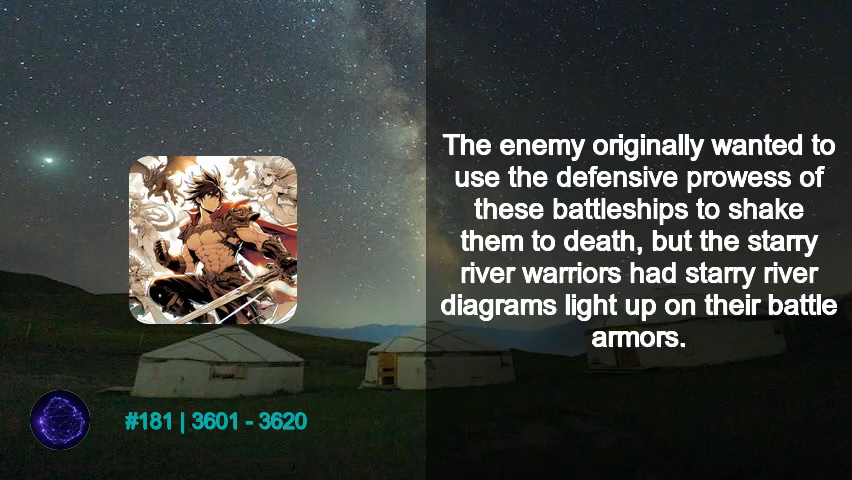 The enemy originally wanted to
use the defensive prowess of
these battleships to shake
them to death, but the starry
river warriors had starry river
diagrams light up on their battle
armors.
#181 | 3601 - 3620